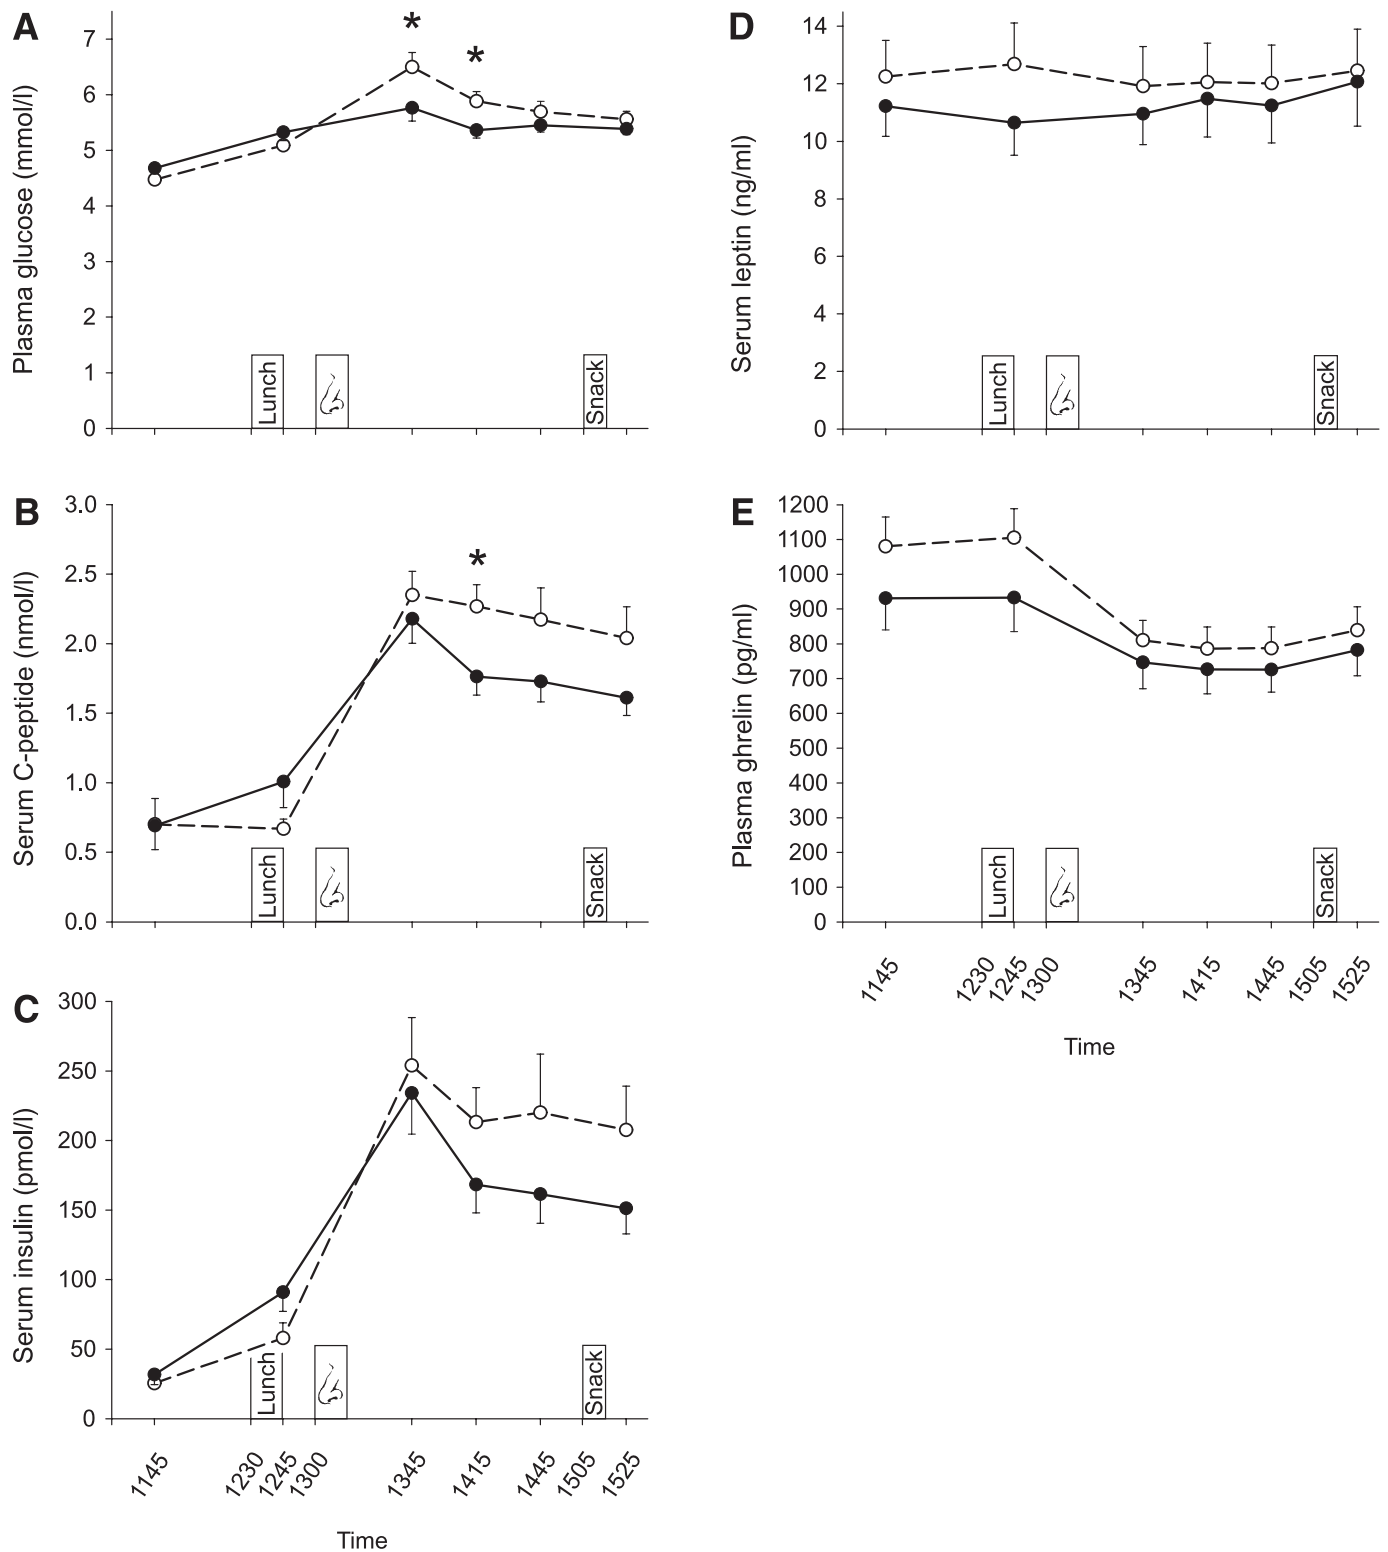 A
7
6
5
4
3
2
1
0
Plasma glucose (mmol/l)
*
*
Lunch
Snack
B
3.0
2.5
2.0
1.5
1.0
0.5
0.0
Serum C-peptide (nmol/l)
*
Lunch
Snack
C
300
250
200
150
100
50
0
Serum insulin (pmol/l)
Lunch
Snack
1145
1230
1245
1300
1345
1415
1445
1505
1525
Time
D
14
12
10
8
6
4
2
0
Serum leptin (ng/ml)
Lunch
Snack
E
1200
1100
1000
900
800
700
600
500
400
300
200
100
0
Plasma ghrelin (pg/ml)
Lunch
Snack
1145
1230
1245
1300
1345
1415
1445
1505
1525
Time